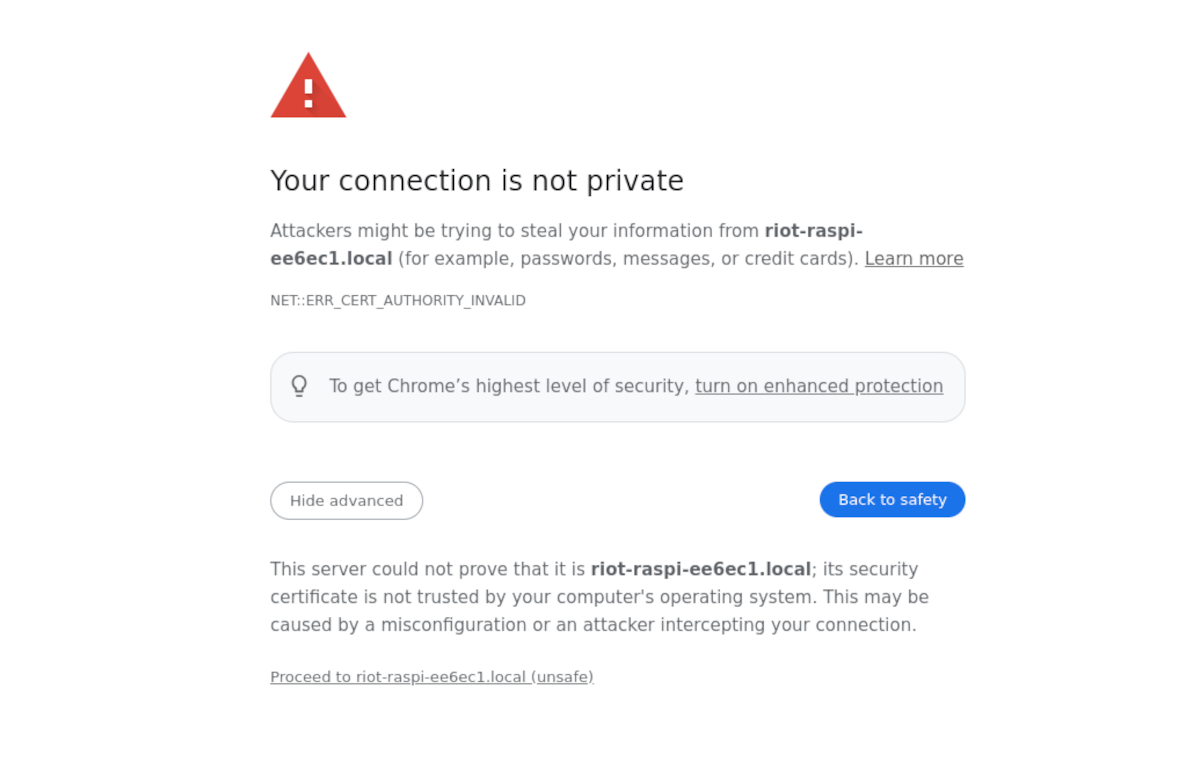 Your connection is not private
Attackers might be trying to steal your information from riot-raspi-
ee6ec1.local (for example, passwords, messages, or credit cards). Learn more
NET::ERR_CERT_AUTHORITY_INVALID
To get Chrome’s highest level of security, turn on enhanced protection
Hide advanced
Back to safety
This server could not prove that it is riot-raspi-ee6ec1.local; its security
certificate is not trusted by your computer's operating system. This may be
caused by a misconfiguration or an attacker intercepting your connection.
Proceed to riot-raspi-ee6ec1.local (unsafe)